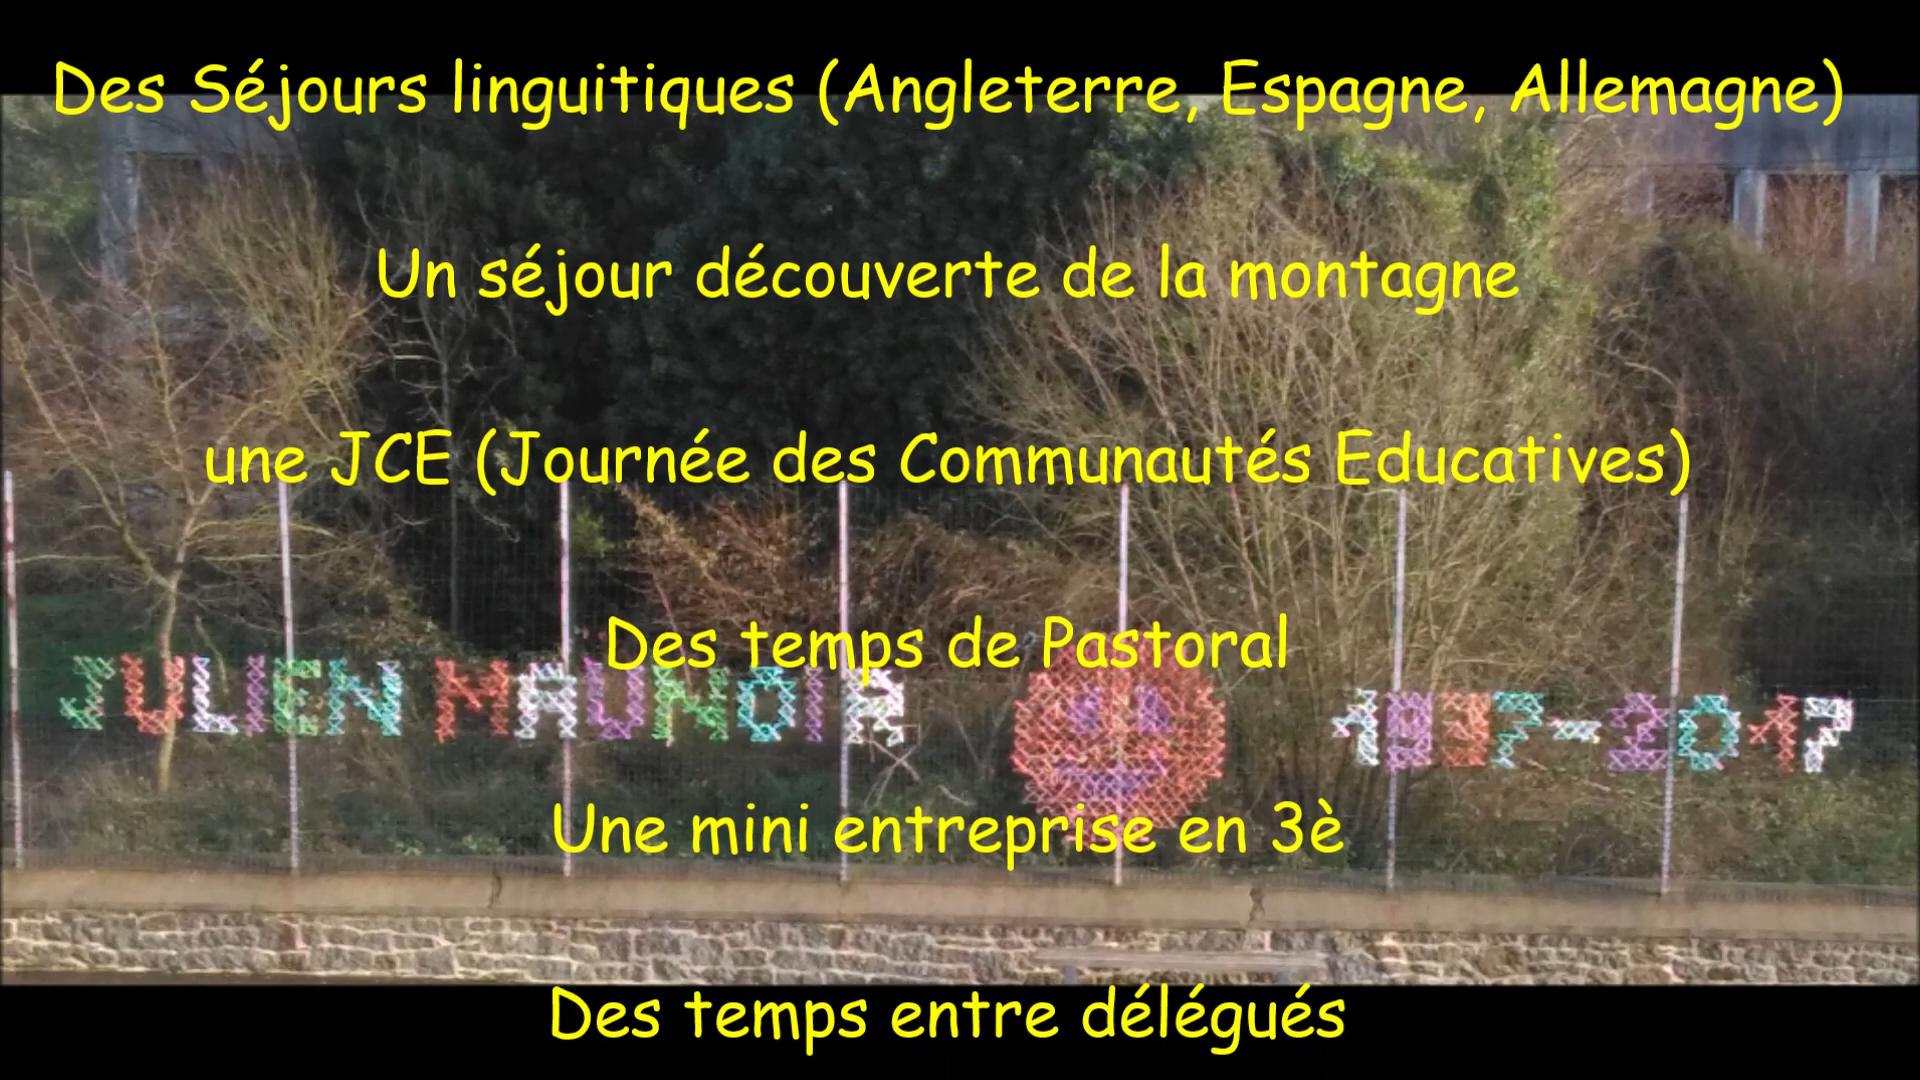 Des Séjours linguitiques (Angleterre, Espagne, Allemagne)
Un séjour découverte de la montagne
une JCE (Journée des Communautés Educatives)
Des temps de Pastoral
JULIEN MAUNOIR 1937-2017
Une mini entreprise en 3è
Des temps entre délégués